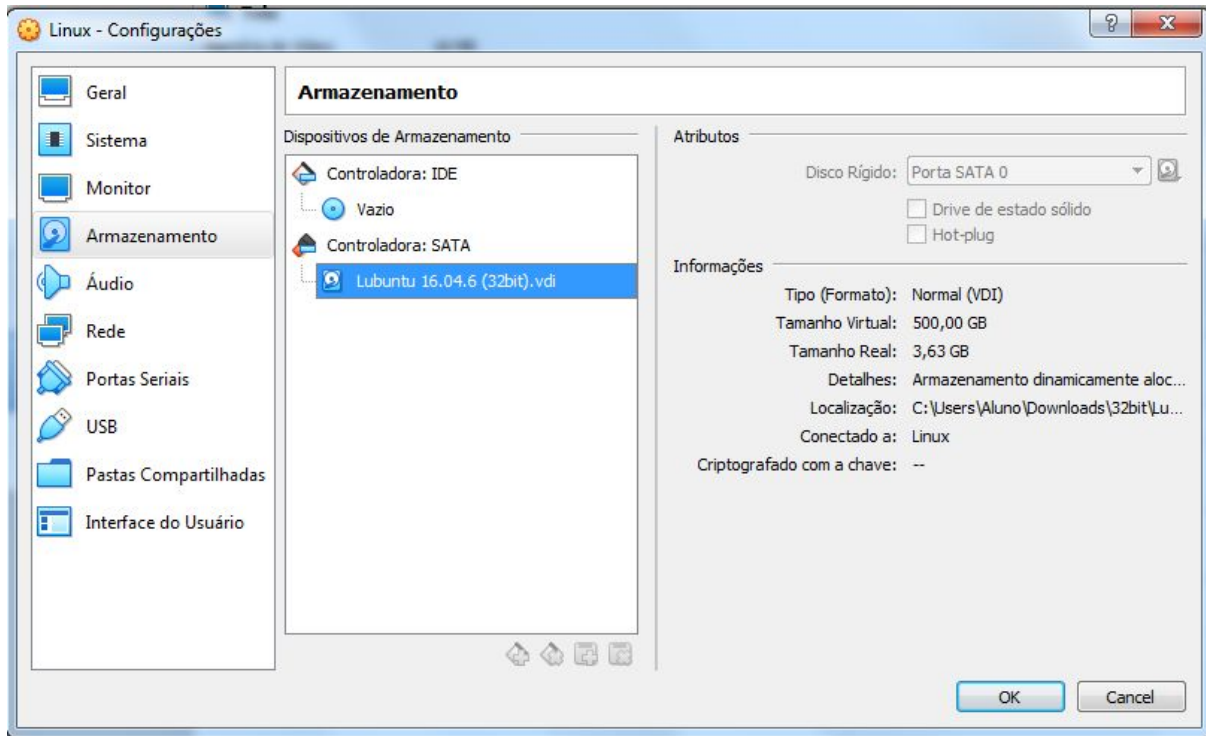 Linux - Configurações
Geral
Sistema
Monitor
Armazenamento
Áudio
Rede
Portas Seriais
USB
Pastas Compartilhadas
Interface do Usuário
Armazenamento
Dispositivos de Armazenamento
Controladora: IDE
Vazio
Controladora: SATA
Lubuntu 16.04.6 (32bit).vdi
Atributos
Disco Rígido: Porta SATA 0
Drive de estado sólido
Hot-plug
Informações
Tipo (Formato): Normal (VDI)
Tamanho Virtual: 500,00 GB
Tamanho Real: 3,63 GB
Detalhes: Armazenamento dinamicamente aloc...
Localização: C:\Users\Aluno\Downloads\32bit\Lu...
Conectado a: Linux
Criptografado com a chave: --
OK Cancel